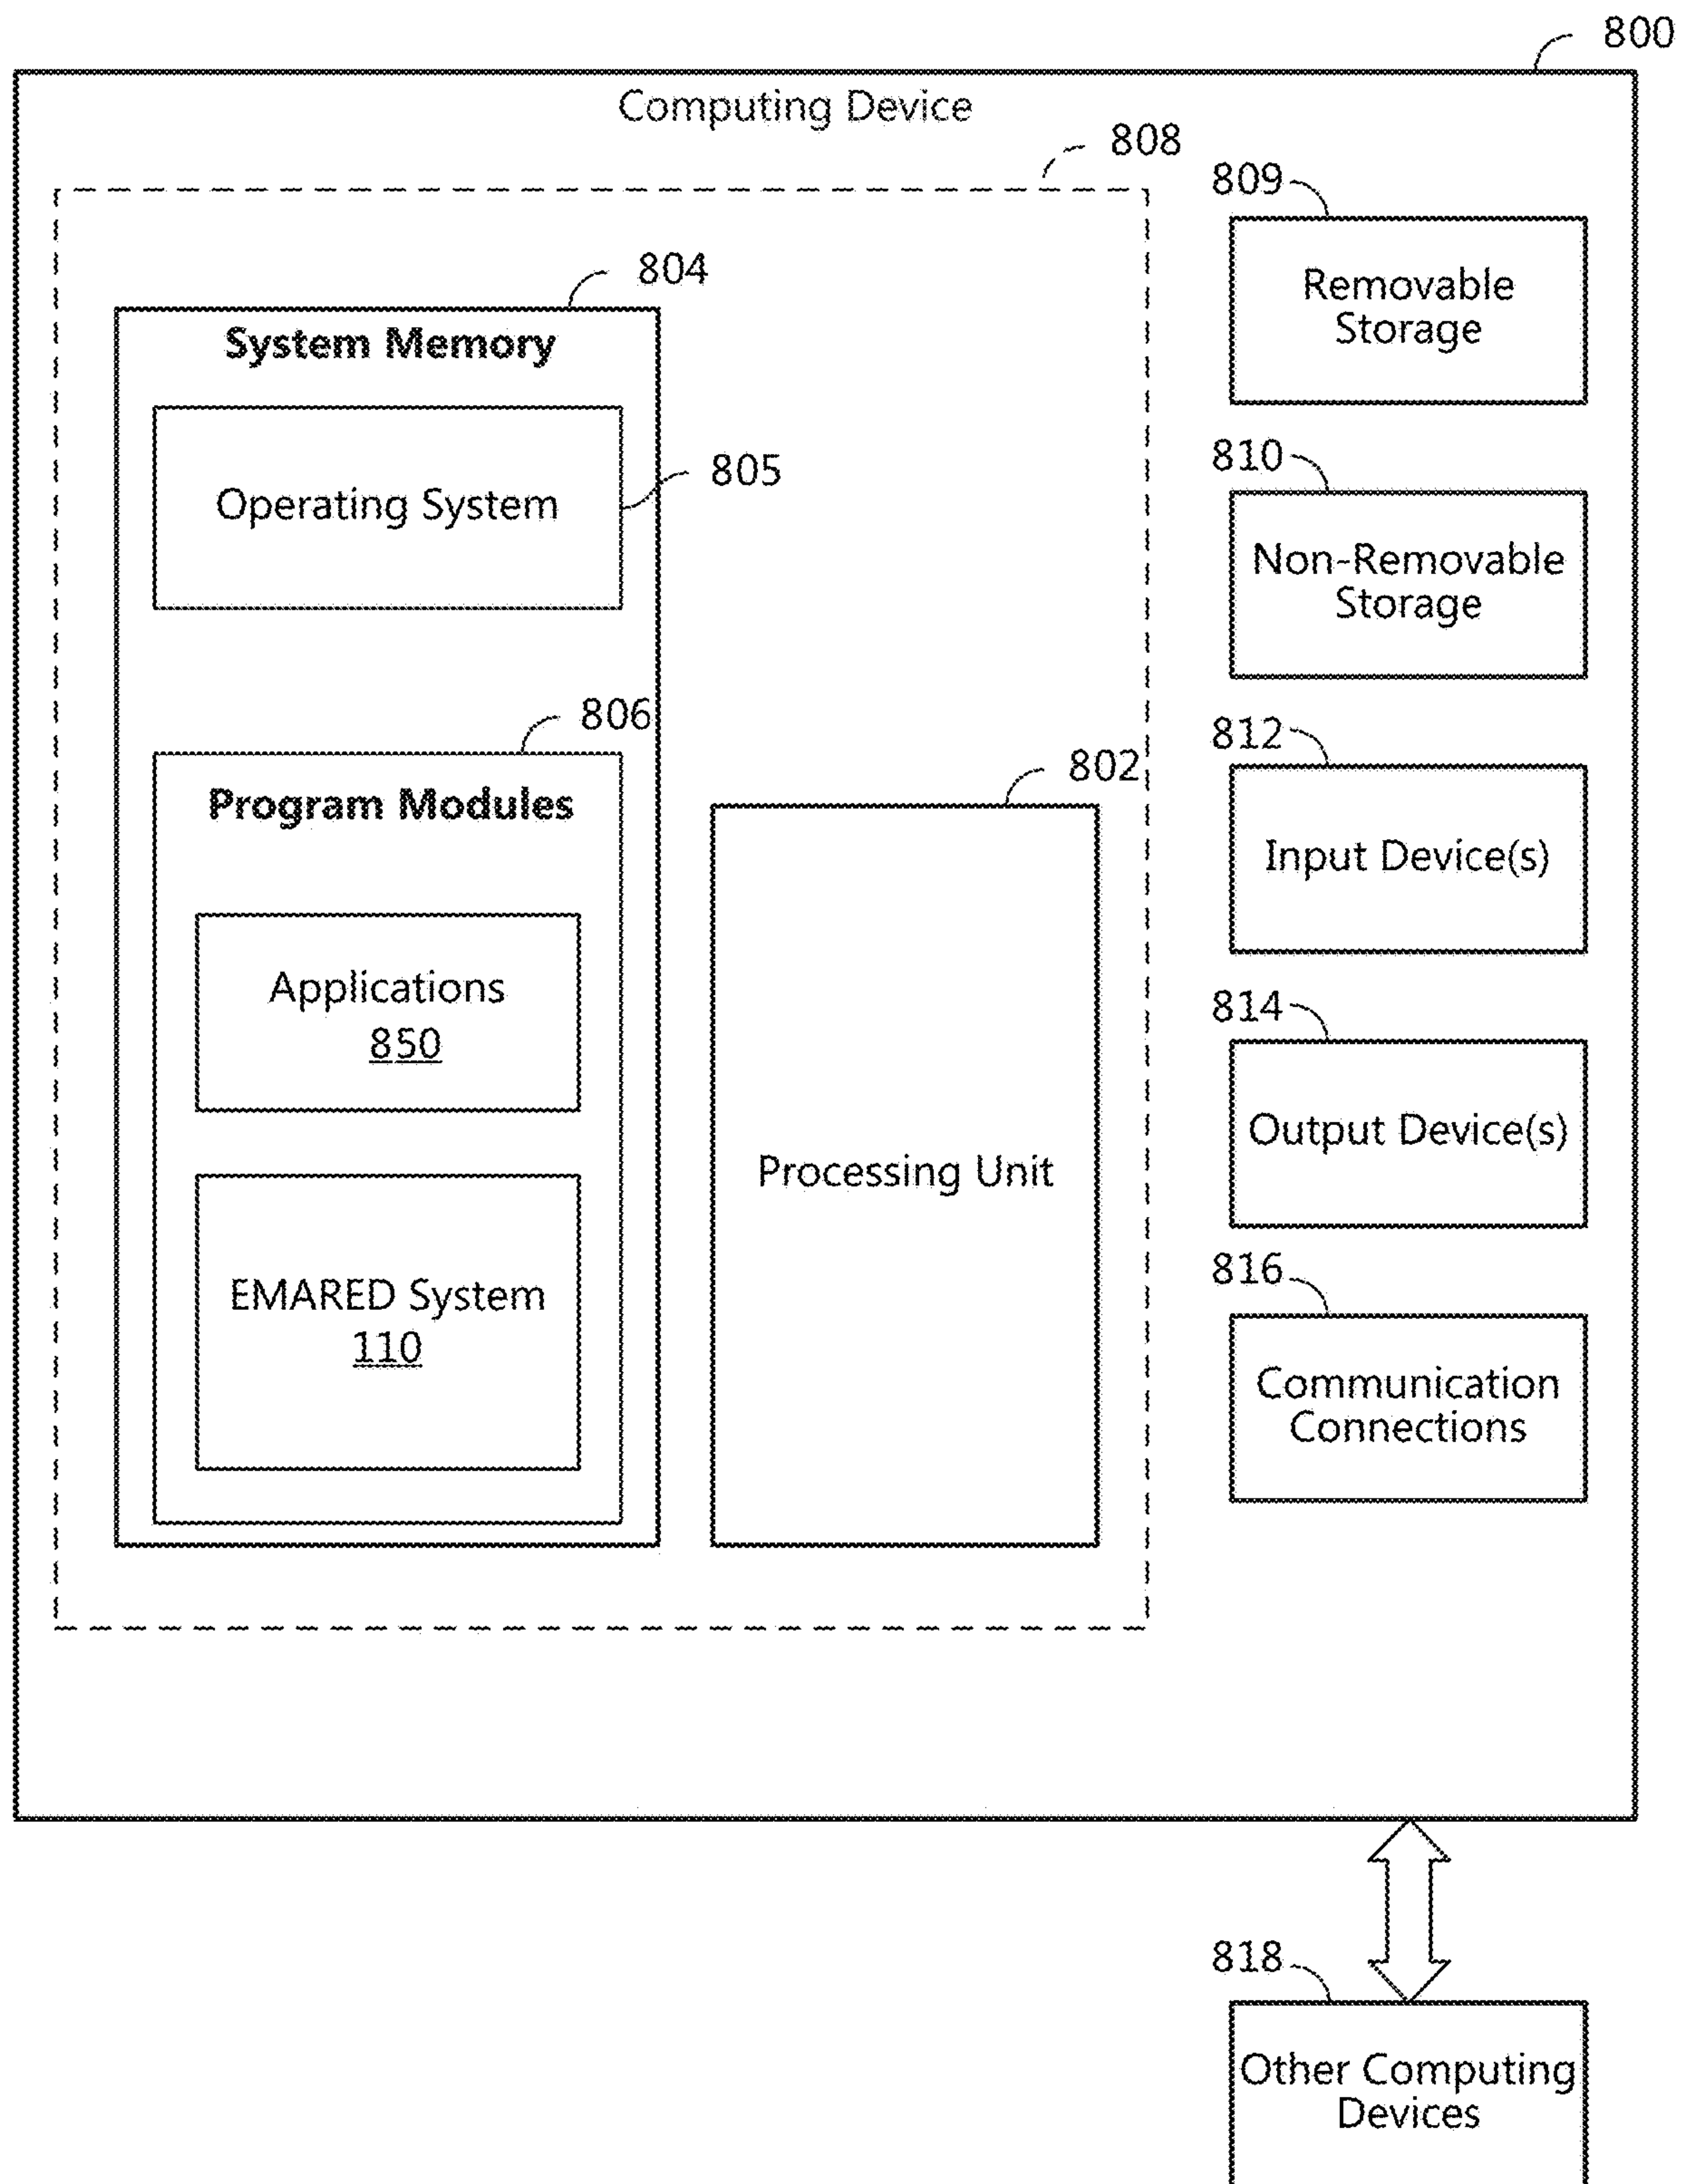 800
Computing Device
808
809
Removable
Storage
804
System Memory
Operating System
805
810
Non-Removable
Storage
806
Program Modules
802
812
Input Device(s)
Applications
850
814
Output Device(s)
Processing Unit
EMARED System
110
816
Communication
Connections
818
Other Computing
Devices